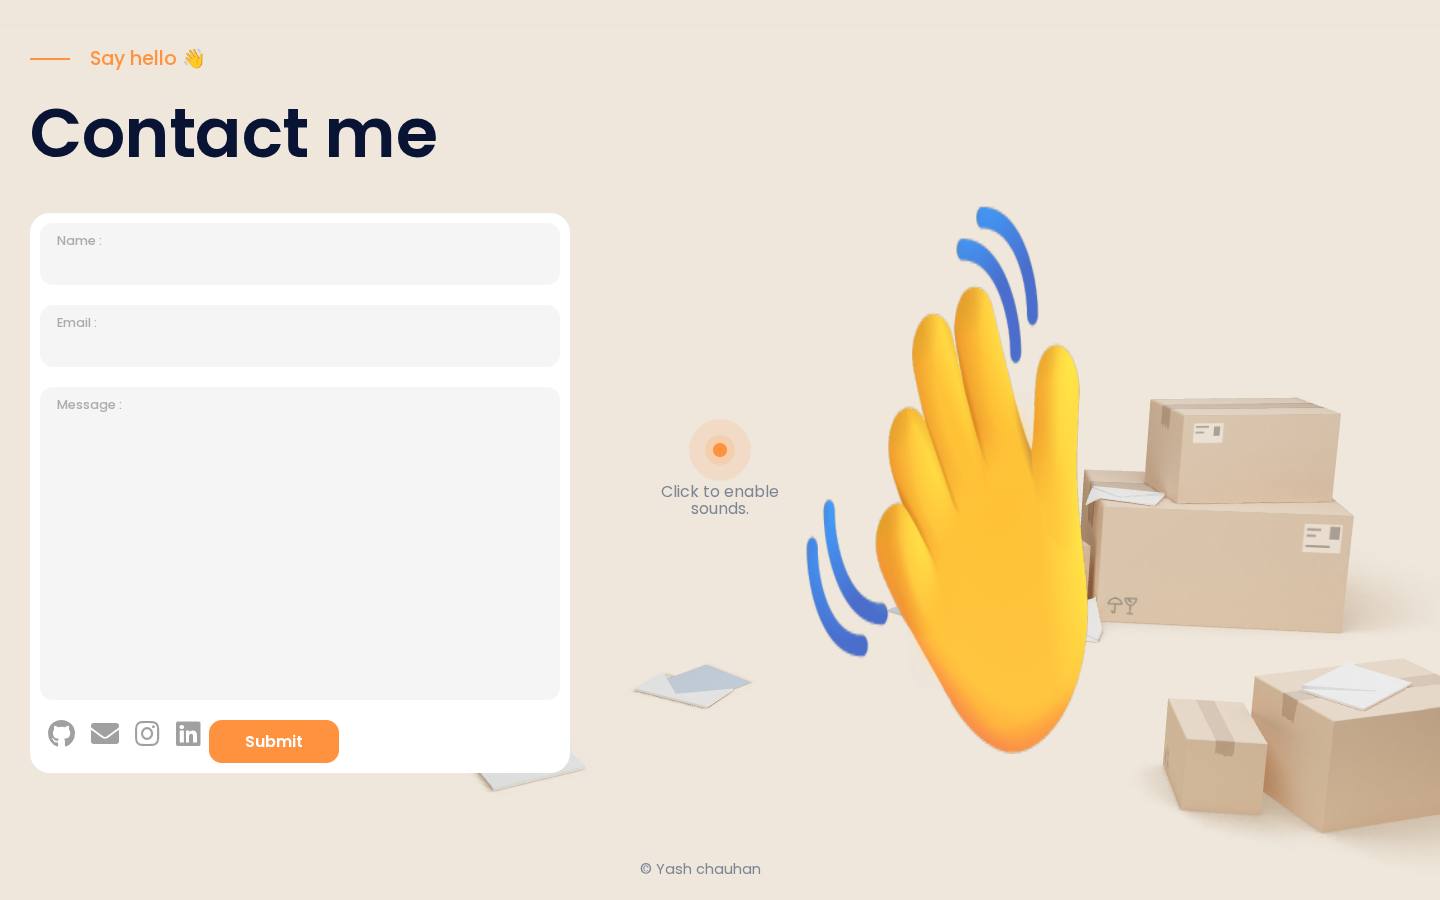 Say hello 👋
Contact me
Name :
Email :
Message :
Click to enable
sounds.
Submit
© Yash chauhan